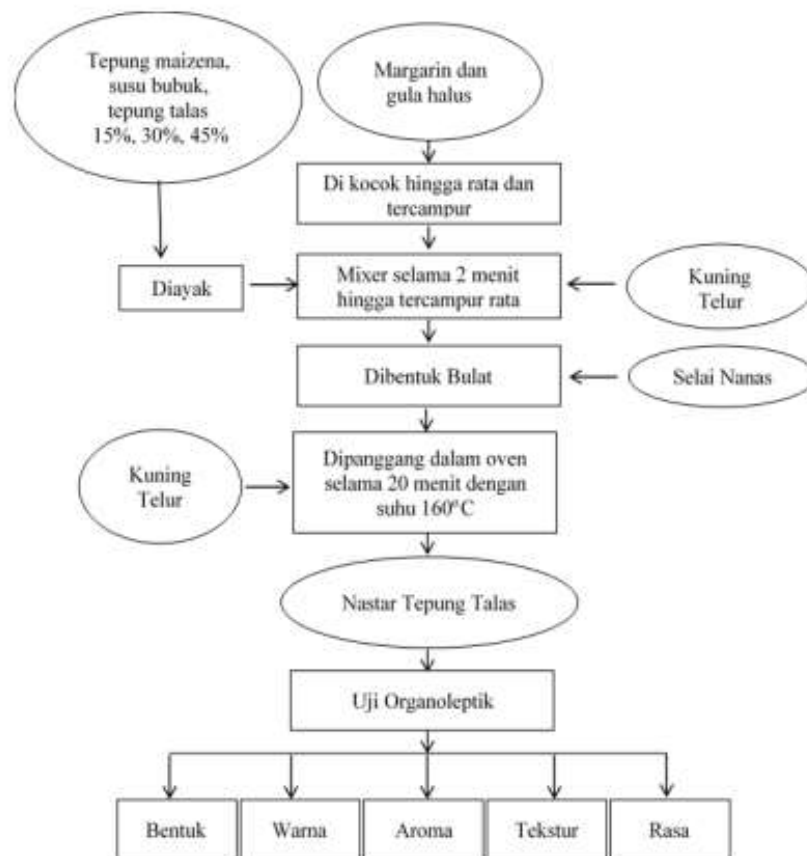 Tepung maizena,
susu bubuk,
tepung talas
15%, 30%, 45%
Margarin dan
gula halus
Di kocok hingga rata dan
tercampur
Diayak
Mixer selama 2 menit
hingga tercampur rata
Kuning
Telur
Dibentuk Bulat
Selai Nanas
Kuning
Telur
Dipanggang dalam oven
selama 20 menit dengan
suhu 160°C
Nastar Tepung Talas
Uji Organoleptik
Bentuk
Warna
Aroma
Tekstur
Rasa